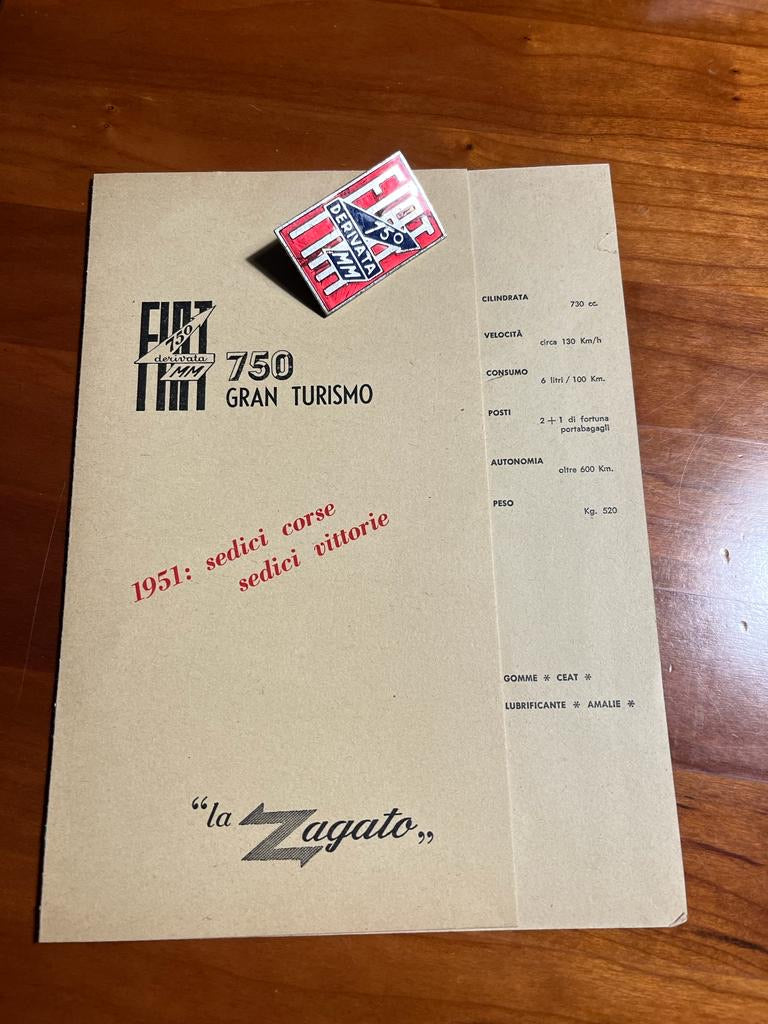 FIAT
750
DERIVATA
MM
FIAT
750
derivata
MM
750
GRAN TURISMO
1951: sedici corse
sedici vittorie
“la Zagato„
CILINDRATA
730 cc.
VELOCITÀ
circa 130 Km/h
CONSUMO
6 litri / 100 Km.
POSTI
2 + 1 di fortuna
portabagagli
AUTONOMIA
oltre 600 Km.
PESO
Kg. 520
GOMME * CEAT *
LUBRIFICANTE * AMALIE *